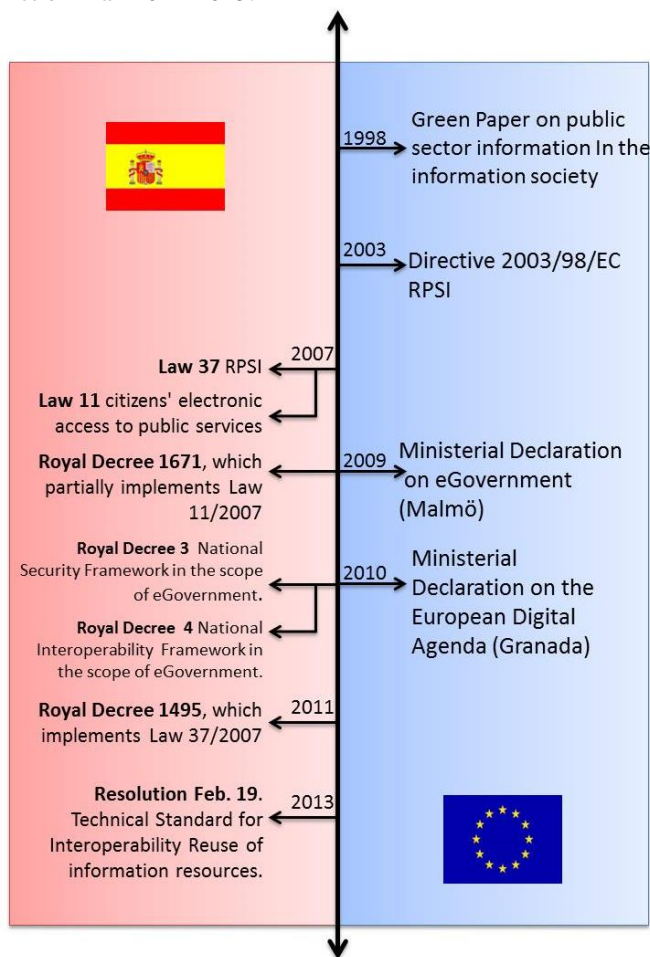 1998
Green Paper on public
sector information In the
information society
2003
Directive 2003/98/EC
RPSI
2007
Law 37 RPSI
Law 11 citizens' electronic
access to public services
Royal Decree 1671, which
partially implements Law
11/2007
2009
Ministerial Declaration
on eGovernment
(Malmö)
Royal Decree 3 National
Security Framework in the scope
of eGovernment.
Royal Decree 4 National
Interoperability Framework in
the scope of eGovernment.
2010
Ministerial
Declaration on the
European Digital
Agenda (Granada)
Royal Decree 1495, which
implements Law 37/2007
2011
Resolution Feb. 19.
Technical Standard for
Interoperability Reuse of
information resources.
2013